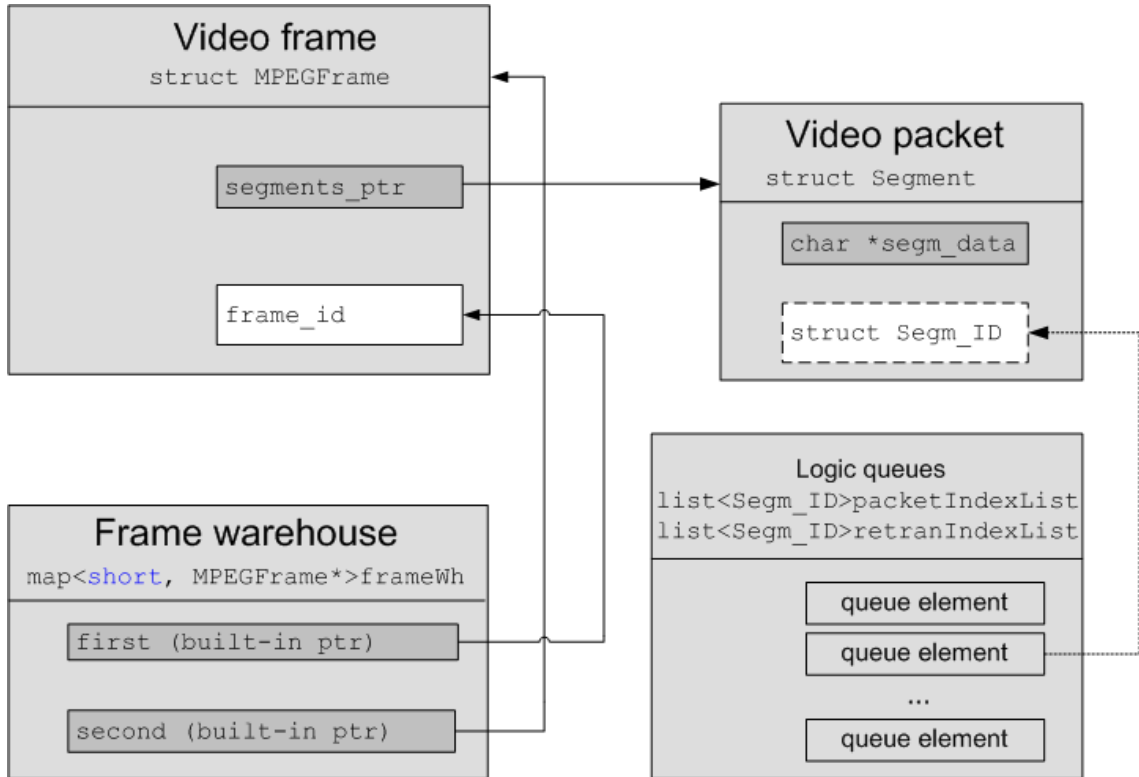 Video frame
struct MPEGFrame
segments_ptr
frame_id
Video packet
struct Segment
char *segm_data
struct Segm_ID
Frame warehouse
map<short, MPEGFrame*>frameWh
first (built-in ptr)
second (built-in ptr)
Logic queues
list<Segm_ID>packetIndexList
list<Segm_ID>retranIndexList
queue element
queue element
...
queue element